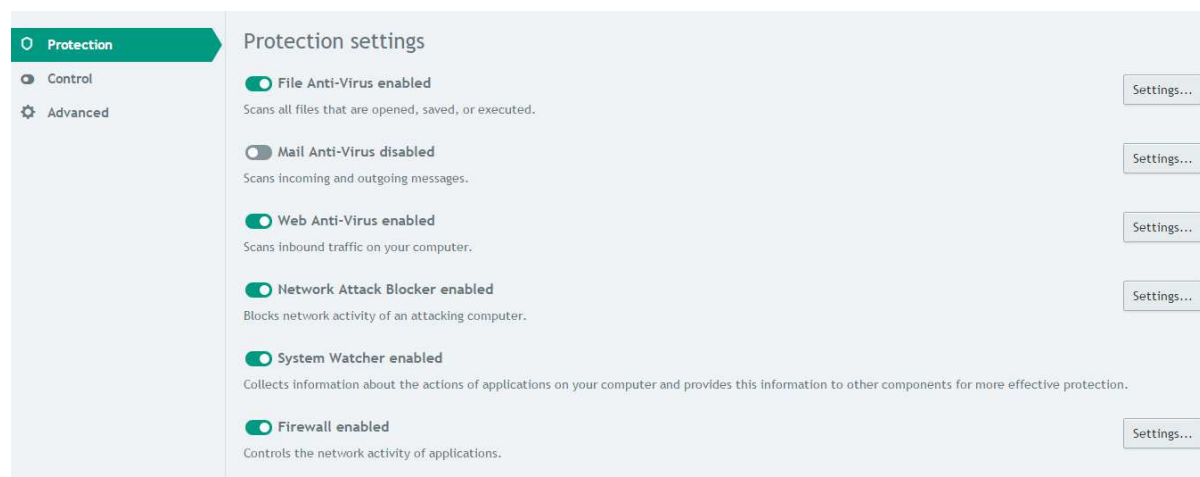 Protection
Control
Advanced
Protection settings
File Anti-Virus enabled
Settings...
Scans all files that are opened, saved, or executed.
Mail Anti-Virus disabled
Settings...
Scans incoming and outgoing messages.
Web Anti-Virus enabled
Settings...
Scans inbound traffic on your computer.
Network Attack Blocker enabled
Settings...
Blocks network activity of an attacking computer.
System Watcher enabled
Collects information about the actions of applications on your computer and provides this information to other components for more effective protection.
Firewall enabled
Settings...
Controls the network activity of applications.